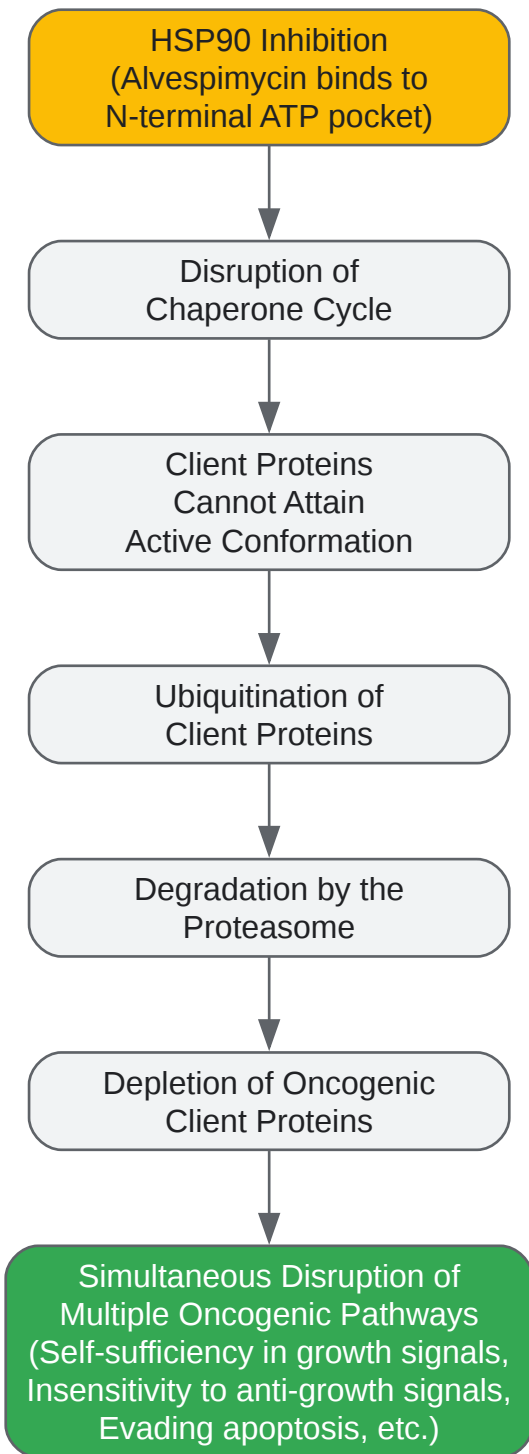 HSP90 Inhibition
(Alvespimycin binds to
N-terminal ATP pocket)
Disruption of
Chaperone Cycle
Client Proteins
Cannot Attain
Active Conformation
Ubiquitination of
Client Proteins
Degradation by the
Proteasome
Depletion of Oncogenic
Client Proteins
Simultaneous Disruption of
Multiple Oncogenic Pathways
(Self-sufficiency in growth signals,
Insensitivity to anti-growth signals,
Evading apoptosis, etc.)